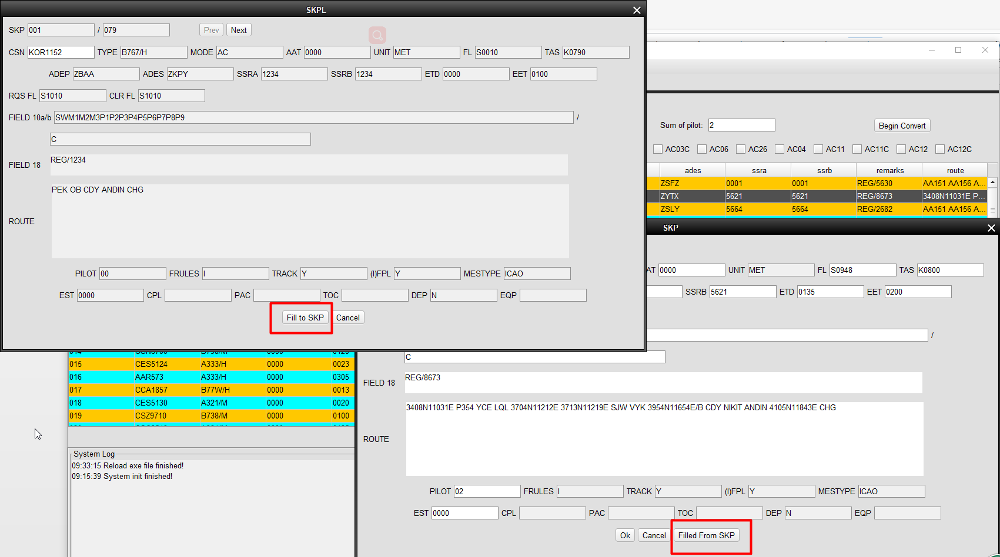 SKPL
SKP 001 / 079 Prev Next
CSN KOR1152 TYPE B767/H MODE AC AAT 0000 UNIT MET FL S0010 TAS K0790
ADEP ZBAA ADES ZKPY SSRA 1234 SSRB 1234 ETD 0000 EET 0100
RQS FL S1010 CLR FL S1010
FIELD 10a/b SWM1M2M3P1P2P3P4P5P6P7P8P9 /
C
FIELD 18 REG/1234
ROUTE PEK OB CDY ANDIN CHG
PILOT 00 FRULES I TRACK Y (I)FPL Y MESTYPE ICAO
EST 0000 CPL PAC TOC DEP N EQP
Fill to SKP Cancel
Sum of pilot: 2 Begin Convert
AC03C AC06 AC26 AC04 AC11 AC11C AC12 AC12C
ades ssra ssrb remarks route
ZSFZ 0001 0001 REG/5630 AA151 AA156 A...
ZYTX 5621 5621 REG/8673 3408N11031E P...
ZSLY 5664 5664 REG/2682 AA151 AA156 A...
SKP
AT 0000 UNIT MET FL S0948 TAS K0800
SSRB 5621 ETD 0135 EET 0200
/
C
FIELD 18 REG/8673
ROUTE 3408N11031E P354 YCE LQL 3704N11212E 3713N11219E SJW VYK 3954N11654E/B CDY NIKIT ANDIN 4105N11843E CHG
PILOT 02 FRULES I TRACK Y (I)FPL Y MESTYPE ICAO
EST 0000 CPL PAC TOC DEP N EQP
Ok Cancel Filled From SKP
015 CES5124 A333/H 0000 0023
016 AAR573 A333/H 0000 0305
017 CCA1857 B77W/H 0000 0013
018 CES5130 A321/M 0000 0020
019 CSZ9710 B738/M 0000 0100
System Log
09:33:15 Reload exe file finished!
09:15:39 System init finished!